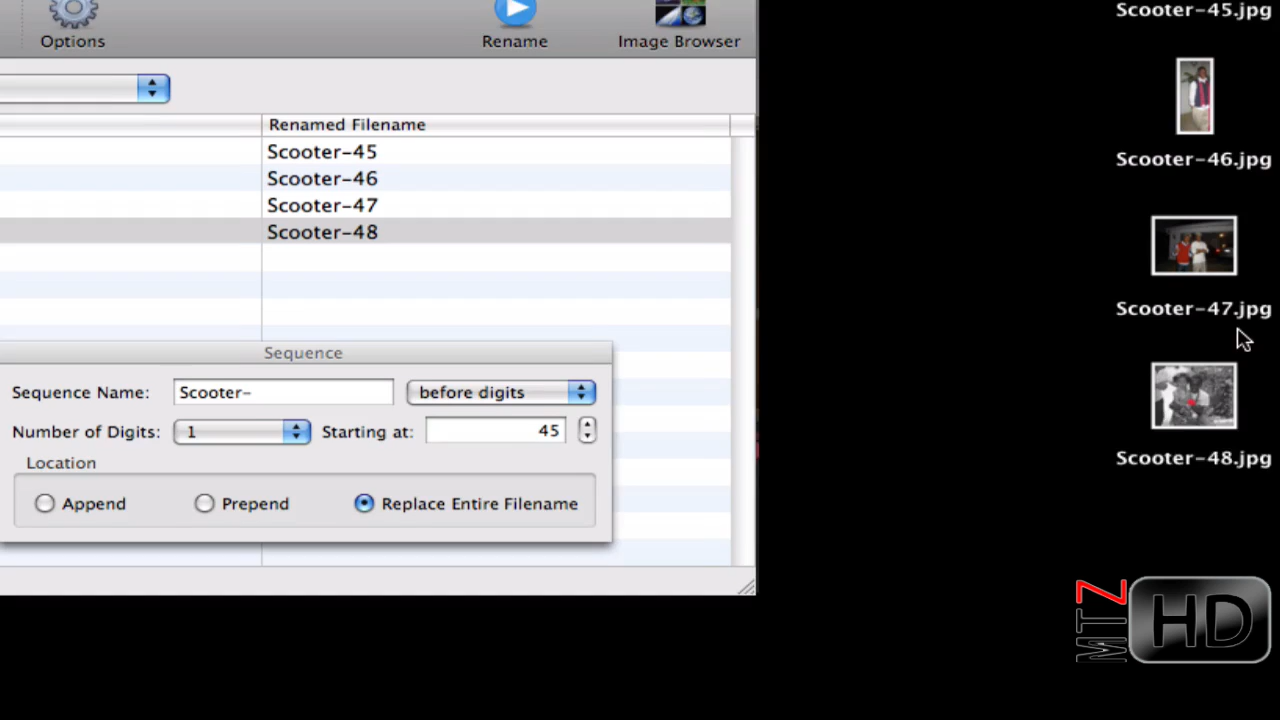 Options
Rename
Image Browser
Renamed Filename
Scooter-45
Scooter-46
Scooter-47
Scooter-48
Sequence
Sequence Name: Scooter- before digits
Number of Digits: 1 Starting at: 45
Location
Append Prepend Replace Entire Filename
Scooter-45.jpg
Scooter-46.jpg
Scooter-47.jpg
Scooter-48.jpg
MTZ HD